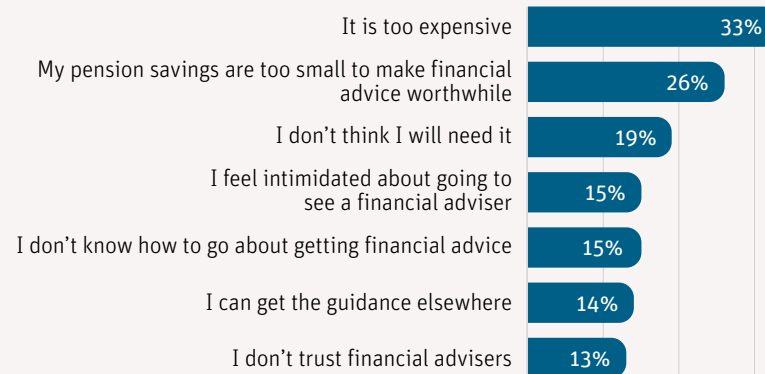 It is too expensive 33%
My pension savings are too small to make financial
advice worthwhile 26%
I don't think I will need it 19%
I feel intimidated about going to
see a financial adviser 15%
I don't know how to go about getting financial advice 15%
I can get the guidance elsewhere 14%
I don't trust financial advisers 13%